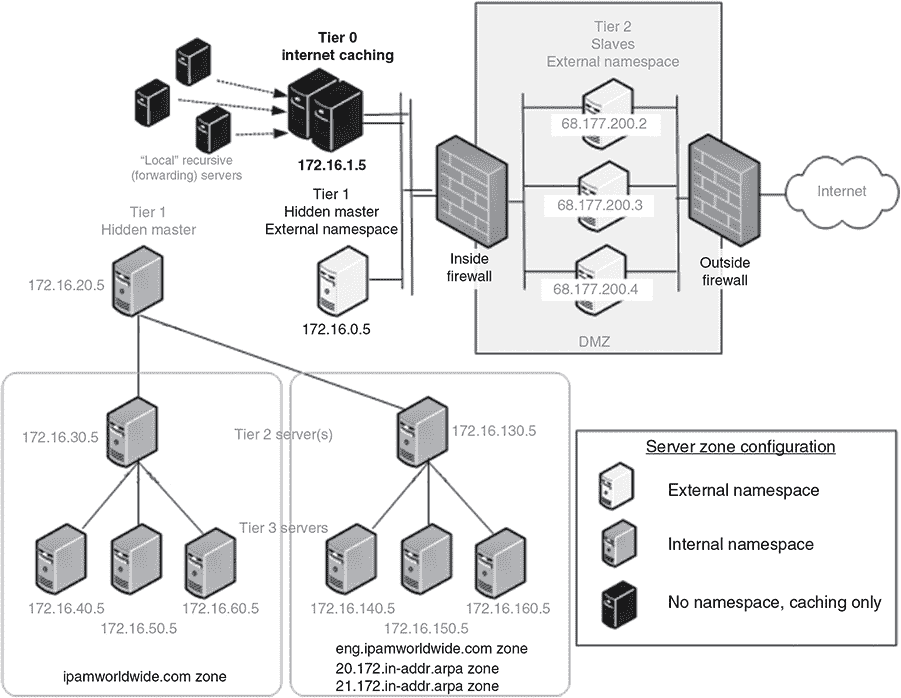 Tier 0
internet caching
172.16.1.5
“Local” recursive
(forwarding) servers
Tier 1
Hidden master
172.16.20.5
Tier 1
Hidden master
External namespace
172.16.0.5
Inside
firewall
Tier 2
Slaves
External namespace
68.177.200.2
68.177.200.3
68.177.200.4
DMZ
Outside
firewall
Internet
172.16.30.5
Tier 2 server(s)
172.16.130.5
Tier 3 servers
172.16.40.5
172.16.50.5
172.16.60.5
ipamworldwide.com zone
172.16.140.5
172.16.150.5
172.16.160.5
eng.ipamworldwide.com zone
20.172.in-addr.arpa zone
21.172.in-addr.arpa zone
Server zone configuration
External namespace
Internal namespace
No namespace, caching only